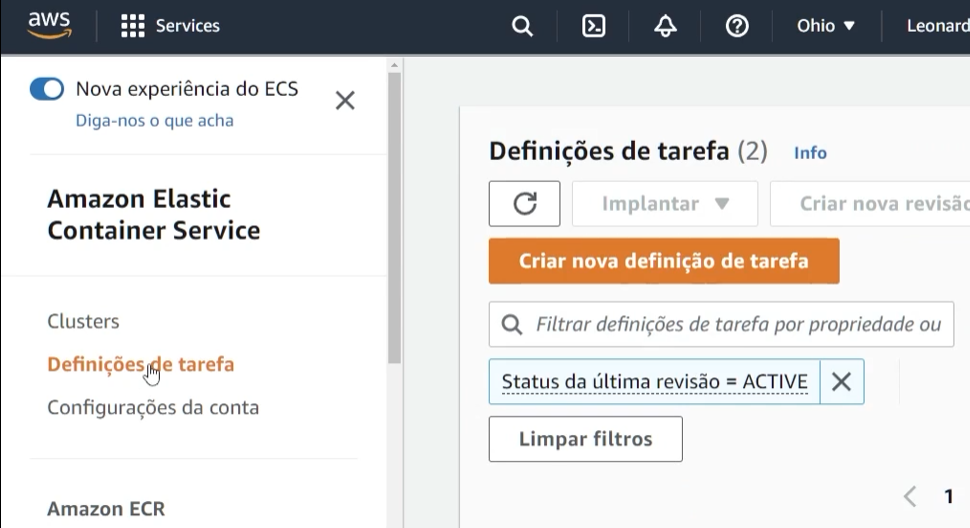 aws
Services
Ohio
Leonard
Nova experiência do ECS
Diga-nos o que acha
Amazon Elastic
Container Service
Clusters
Definições de tarefa
Configurações da conta
Amazon ECR
Definições de tarefa (2) Info
Implantar
Criar nova revisão
Criar nova definição de tarefa
Filtrar definições de tarefa por propriedade ou
Status da última revisão = ACTIVE
Limpar filtros
1